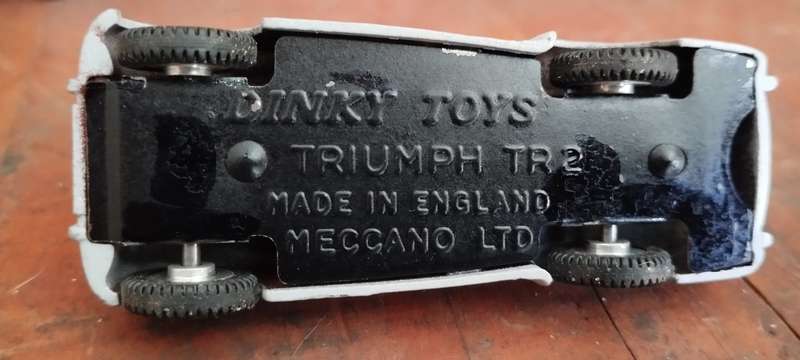 DINKY TOYS
TRIUMPH TR2
MADE IN ENGLAND
MECCANO LTD